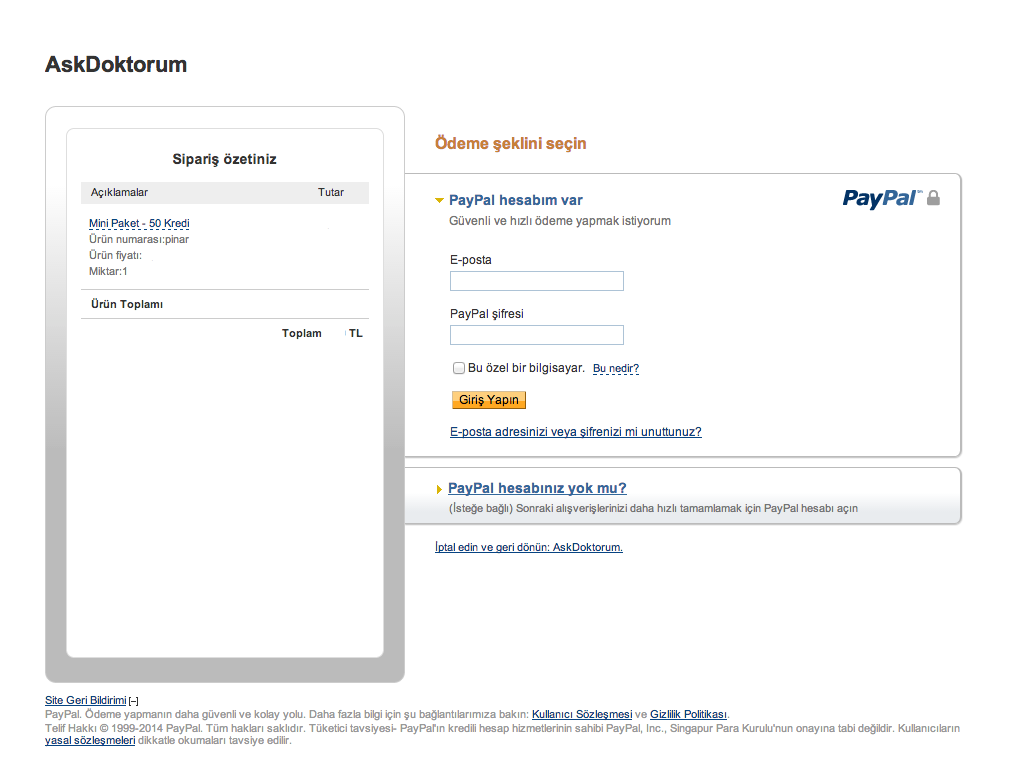 AskDoktorum
Sipariş özetiniz
Açıklamalar Tutar
Mini Paket - 50 Kredi
Ürün numarası:pinar
Ürün fiyatı:
Miktar:1
Ürün Toplamı
Toplam TL
Ödeme şeklini seçin
PayPal hesabım var
PayPal
Güvenli ve hızlı ödeme yapmak istiyorum
E-posta
PayPal şifresi
Bu özel bir bilgisayar. Bu nedir?
Giriş Yapın
E-posta adresinizi veya şifrenizi mi unuttunuz?
PayPal hesabınız yok mu?
(İsteğe bağlı) Sonraki alışverişlerinizi daha hızlı tamamlamak için PayPal hesabı açın
İptal edin ve geri dönün: AskDoktorum.
Site Geri Bildirimi [-]
PayPal. Ödeme yapmanın daha güvenli ve kolay yolu. Daha fazla bilgi için şu bağlantılarımıza bakın: Kullanıcı Sözleşmesi ve Gizlilik Politikası.
Telif Hakkı © 1999-2014 PayPal. Tüm hakları saklıdır. Tüketici tavsiyesi- PayPal'ın kredili hesap hizmetlerinin sahibi PayPal, Inc., Singapur Para Kurulu'nun onayına tabi değildir. Kullanıcıların
yasal sözleşmeleri dikkatle okumaları tavsiye edilir.